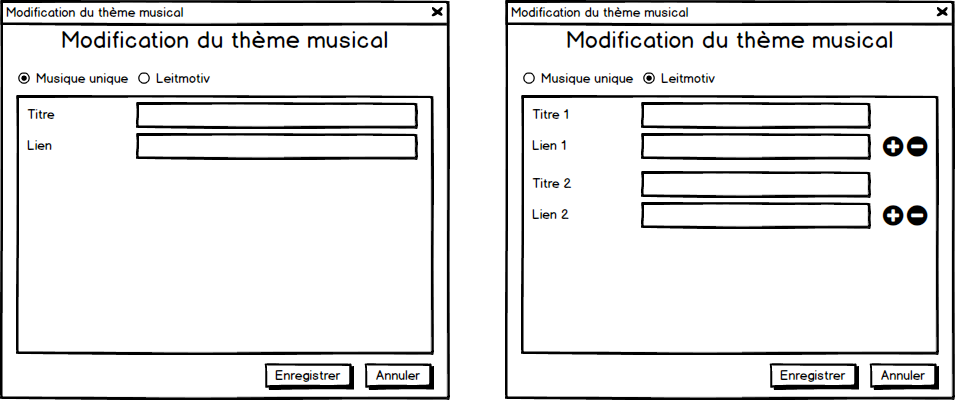 Modification du thème musical
Modification du thème musical
Musique unique Leitmotiv
Titre
Lien
Enregistrer Annuler
Modification du thème musical
Modification du thème musical
Musique unique Leitmotiv
Titre 1
Lien 1
Titre 2
Lien 2
Enregistrer Annuler